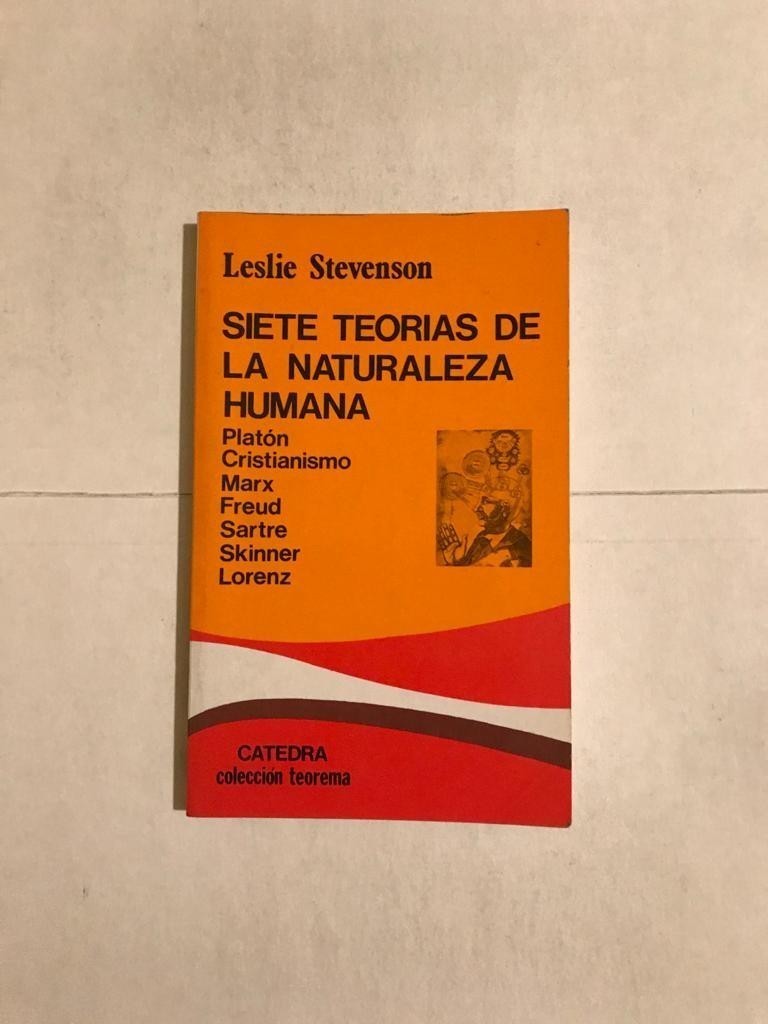 Leslie Stevenson
SIETE TEORIAS DE
LA NATURALEZA
HUMANA
Platón
Cristianismo
Marx
Freud
Sartre
Skinner
Lorenz
CATEDRA
colección teorema